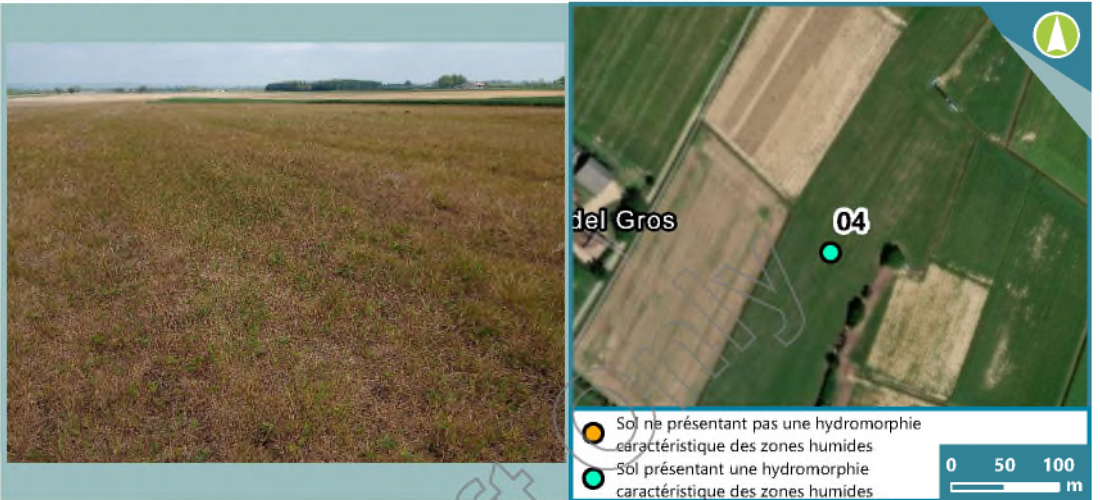 del Gros
04
Sol ne présentant pas une hydromorphie
caractéristique des zones humides
Sol présentant une hydromorphie
caractéristique des zones humides
0 50 100
m
Only